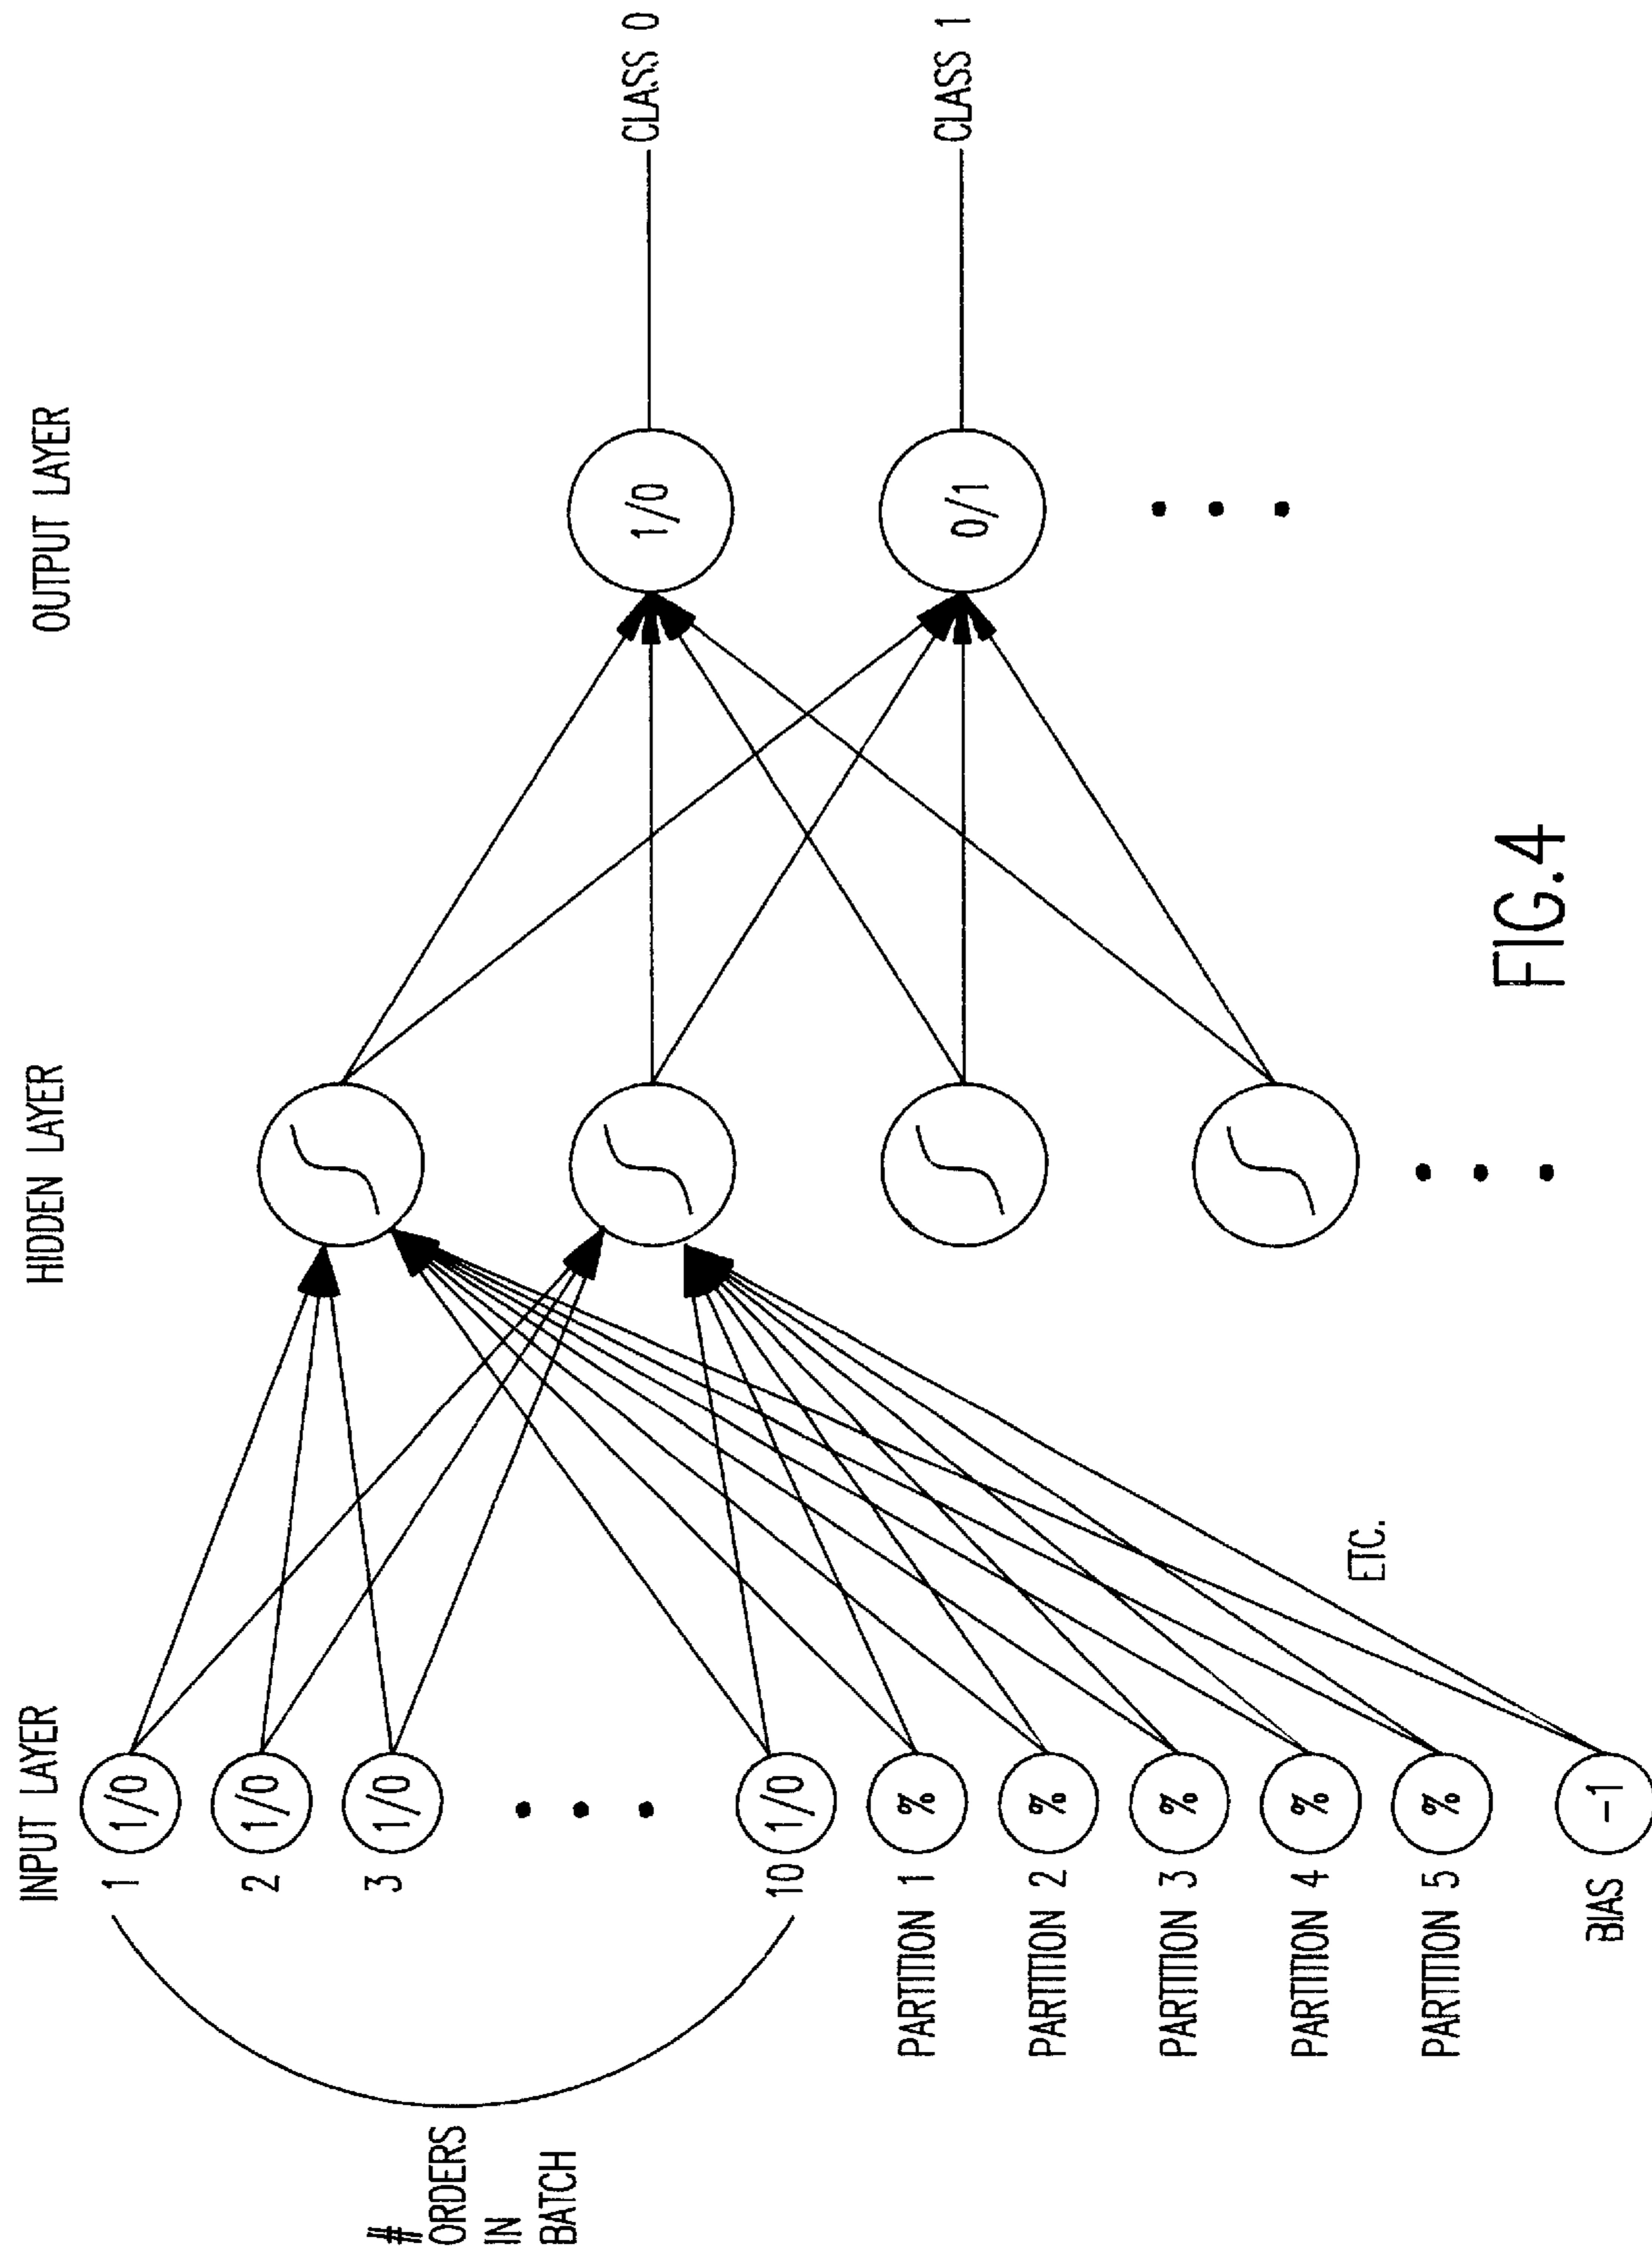 INPUT LAYER
HIDDEN LAYER
OUTPUT LAYER
# ORDERS
IN
BATCH
1 1/0
2 1/0
3 1/0
10 1/0
PARTITION 1 %
PARTITION 2 %
PARTITION 3 %
PARTITION 4 %
PARTITION 5 %
BIAS -1
ETC.
1/0 CLASS 0
0/1 CLASS 1
FIG.4